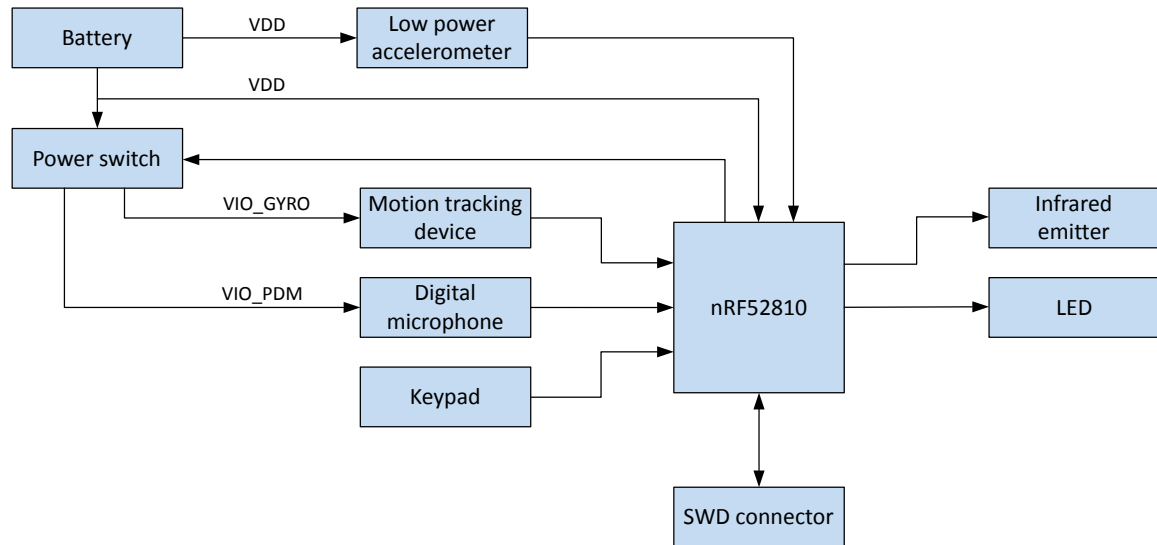 Battery
VDD
Low power
accelerometer
VDD
Power switch
VIO_GYRO
Motion tracking
device
Infrared
emitter
VIO_PDM
Digital
microphone
nRF52810
LED
Keypad
SWD connector